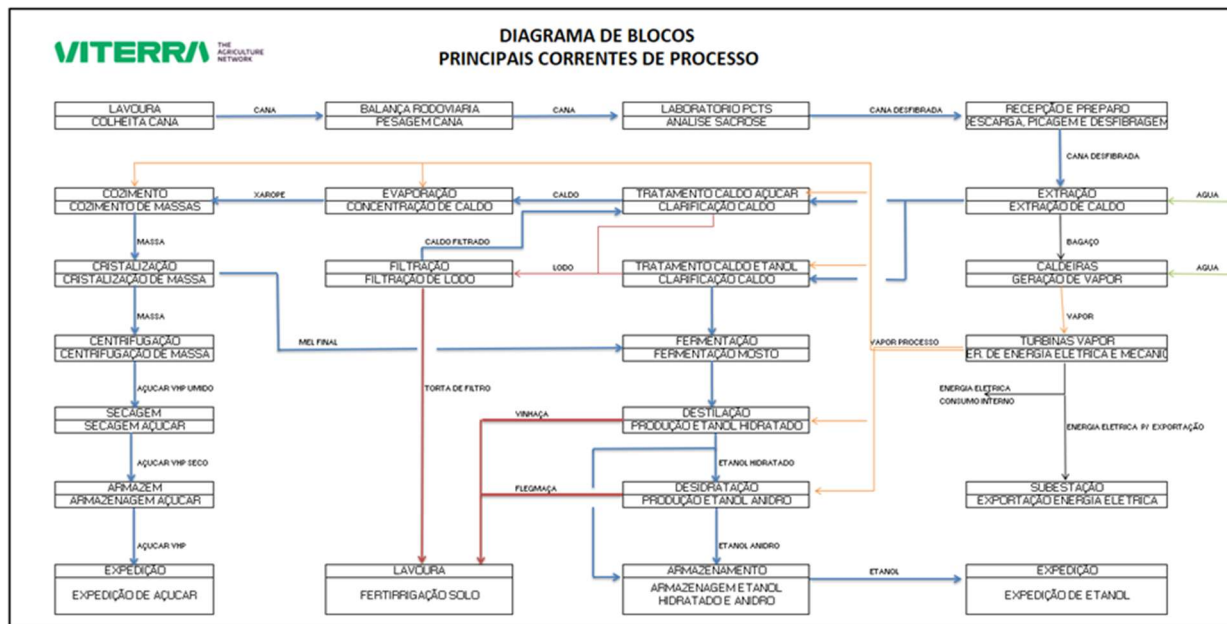 DIAGRAMA DE BLOCOS
PRINCIPAIS CORRENTES DE PROCESSO
VITERRA
THE
AGRICULTURE
NETWORK
LAVOURA
COLHEITA CANA
CANA
BALANÇA RODOVIARIA
PESAGEM CANA
CANA
LABORATORIO PCTS
ANALISE SACROSE
CANA DESFIBRADA
RECEPÇÃO E PREPARO
DESCARGA, PICAGEM E DESFIBRAGEM
CANA DESFIBRADA
COZIMENTO
COZIMENTO DE MASSAS
XAROPE
EVAPORAÇÃO
CONCENTRAÇÃO DE CALDO
CALDO
TRATAMENTO CALDO AÇUCAR
CLARIFICAÇÃO CALDO
EXTRAÇÃO
EXTRAÇÃO DE CALDO
AGUA
MASSA
CALDO FILTRADO
BAGAÇO
CRISTALIZAÇÃO
CRISTALIZAÇÃO DE MASSA
FILTRAÇÃO
FILTRAÇÃO DE LODO
LODO
TRATAMENTO CALDO ETANOL
CLARIFICAÇÃO CALDO
CALDEIRAS
GERAÇÃO DE VAPOR
AGUA
MASSA
VAPOR
CENTRIFUGAÇÃO
CENTRIFUGAÇÃO DE MASSA
MEL FINAL
FERMENTAÇÃO
FERMENTAÇÃO MOSTO
VAPOR PROCESSO
TURBINAS VAPOR
ER. DE ENERGIA ELETRICA E MECANIC
AÇUCAR VHP UMIDO
TORTA DE FILTRO
ENERGIA ELETRICA
CONSUMO INTERNO
SECAGEM
SECAGEM AÇUCAR
VINHAÇA
DESTILAÇÃO
PRODUÇÃO ETANOL HIDRATADO
ENERGIA ELETRICA P/ EXPORTAÇÃO
AÇUCAR VHP SECO
ETANOL HIDRATADO
ARMAZEM
ARMAZENAGEM AÇUCAR
FLEGMAÇA
DESIDRATAÇÃO
PRODUÇÃO ETANOL ANIDRO
SUBESTAÇÃO
EXPORTAÇÃO ENERGIA ELETRICA
AÇUCAR VHP
ETANOL ANIDRO
EXPEDIÇÃO
EXPEDIÇÃO DE AÇUCAR
LAVOURA
FERTIRRIGAÇÃO SOLO
ARMAZENAMENTO
ARMAZENAGEM ETANOL
HIDRATADO E ANIDRO
ETANOL
EXPEDIÇÃO
EXPEDIÇÃO DE ETANOL